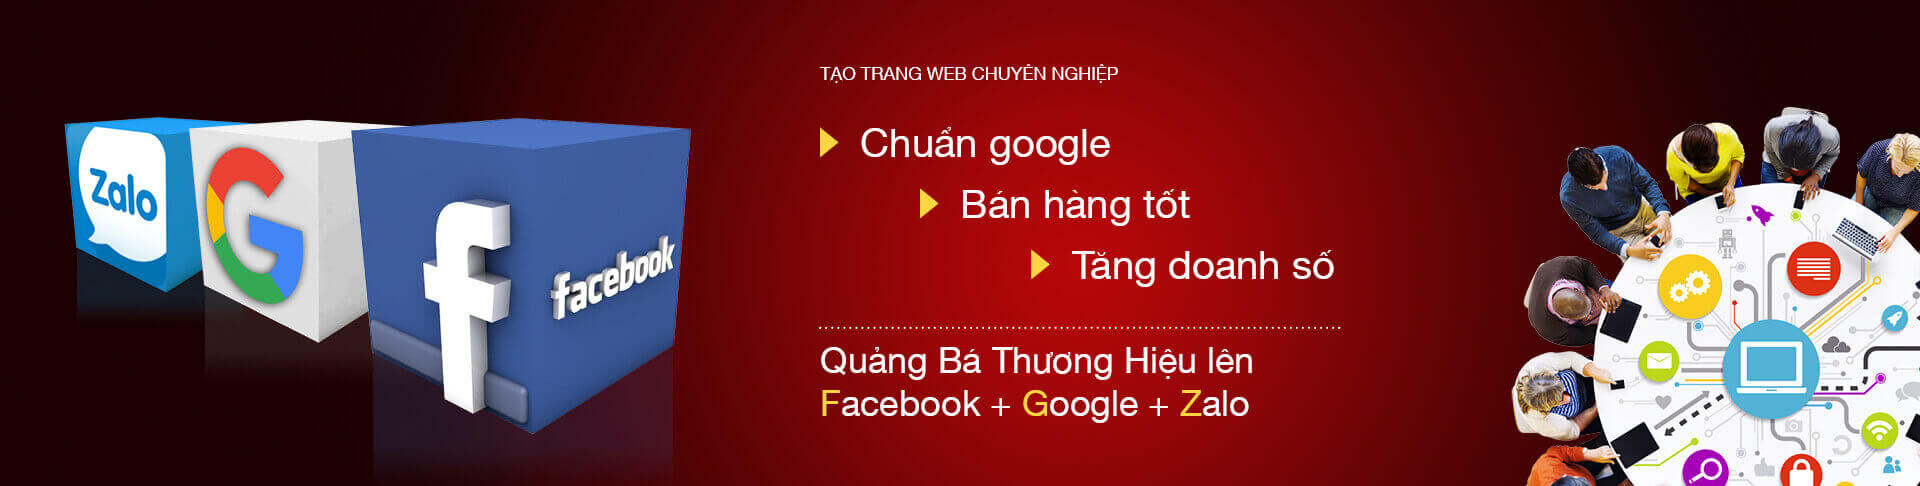 Zalo
G
f
facebook
TẠO TRANG WEB CHUYÊN NGHIỆP
Chuẩn google
Bán hàng tốt
Tăng doanh số
Quảng Bá Thương Hiệu lên
Facebook + Google + Zalo